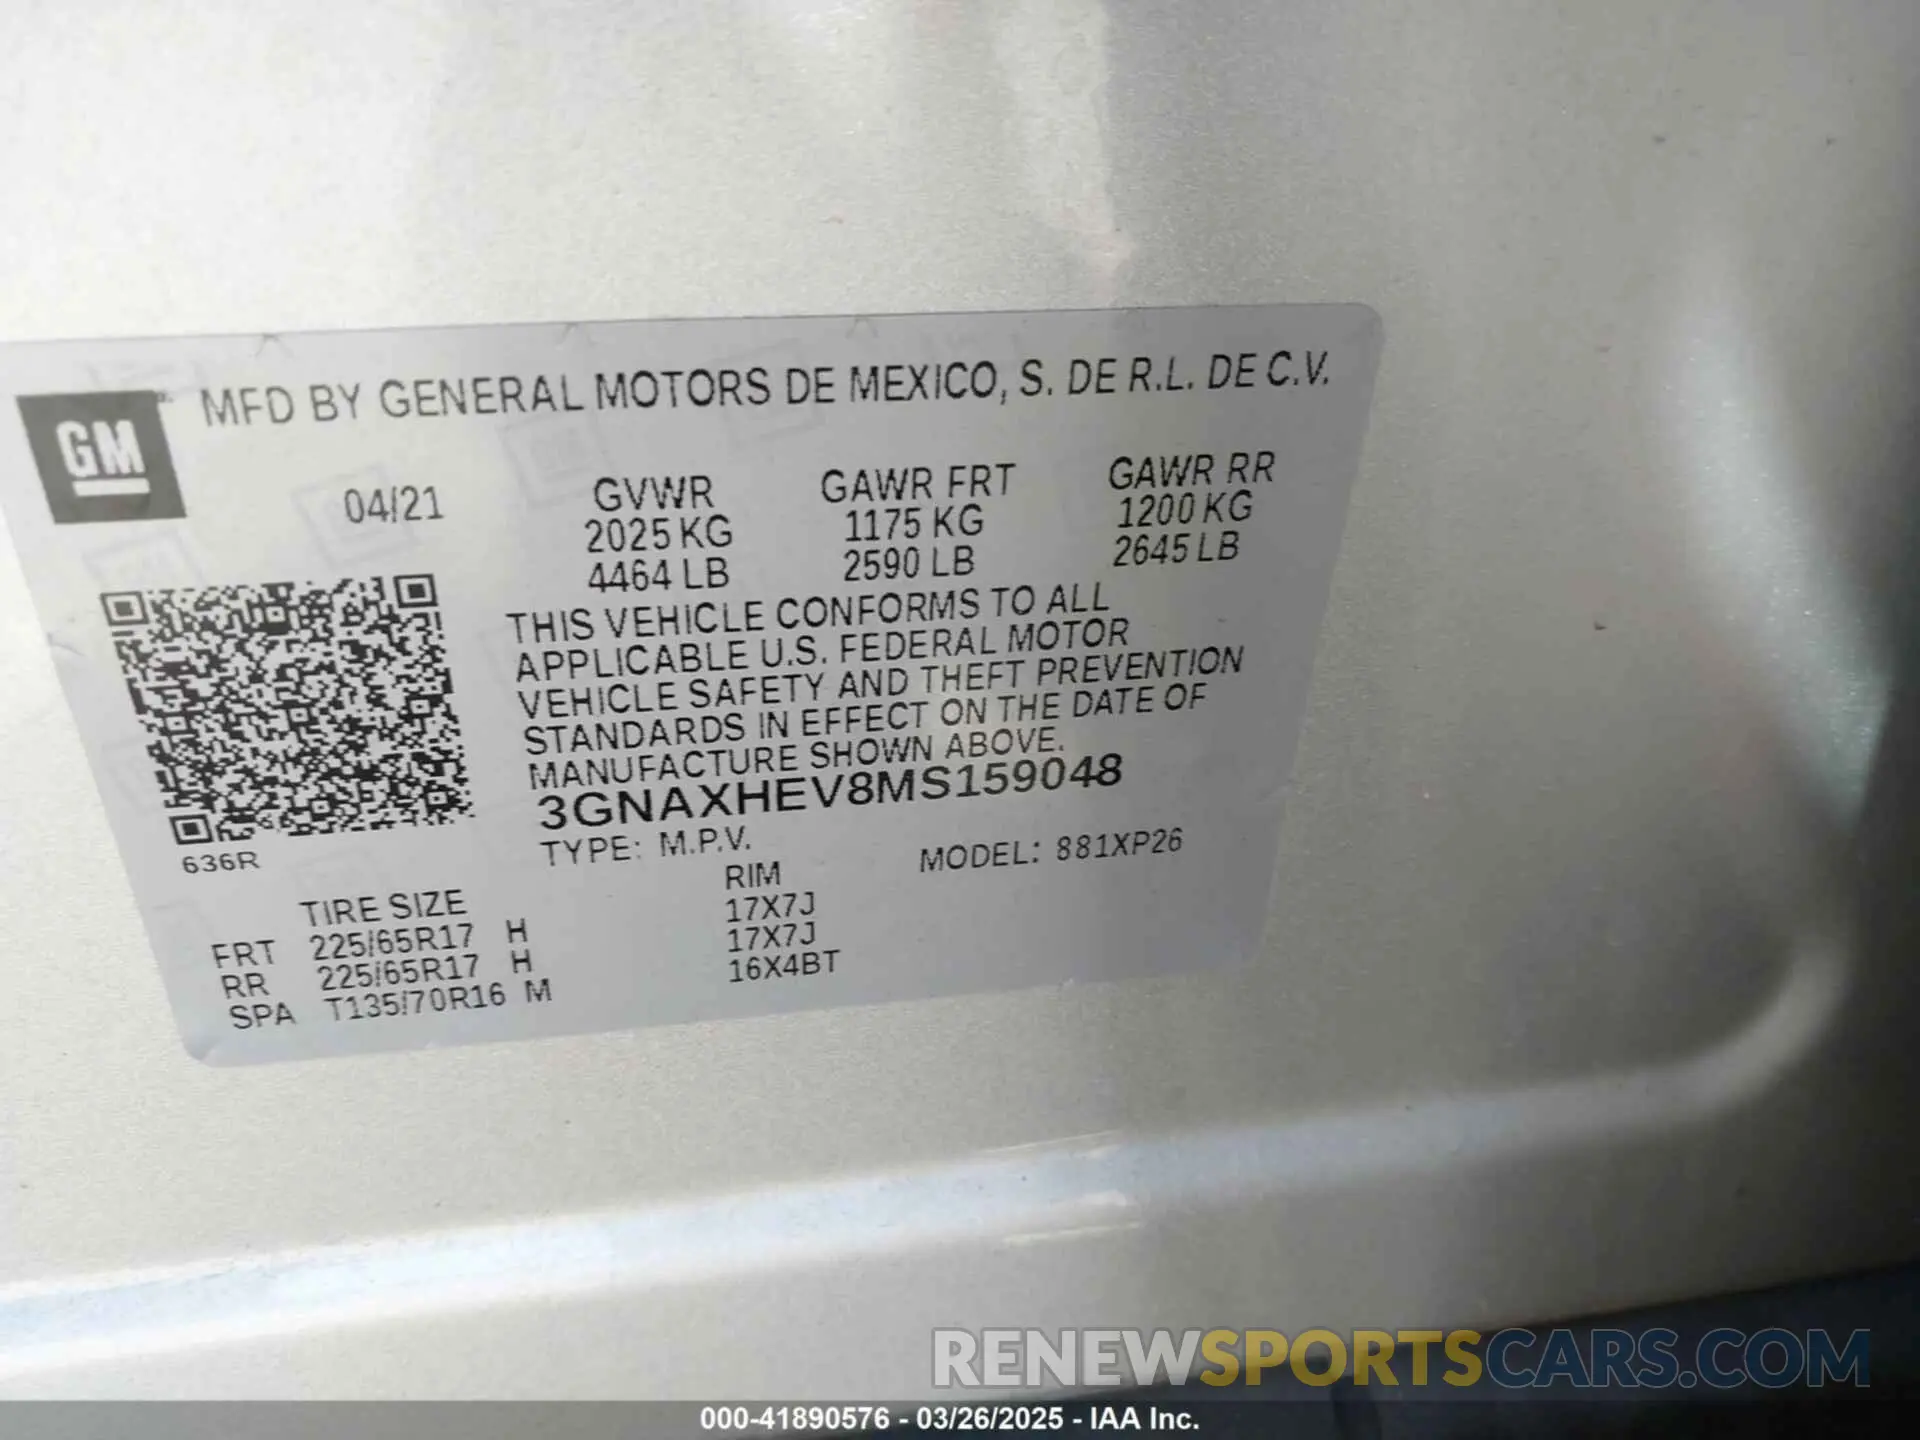 GM
MFD BY GENERAL MOTORS DE MEXICO, S. DE R.L. DE C.V.
04/21 GVWR GAWR FRT GAWR RR
2025 KG 1175 KG 1200 KG
4464 LB 2590 LB 2645 LB
THIS VEHICLE CONFORMS TO ALL
APPLICABLE U.S. FEDERAL MOTOR
VEHICLE SAFETY AND THEFT PREVENTION
STANDARDS IN EFFECT ON THE DATE OF
MANUFACTURE SHOWN ABOVE.
3GNAXHEV8MS159048
636R
TYPE: M.P.V. MODEL: 881XP26
TIRE SIZE RIM
FRT 225/65R17 H 17X7J
RR 225/65R17 H 17X7J
SPA T135/70R16 M 16X4BT
RENEWSPORTSCARS.COM
000-41890576 - 03/26/2025 - IAA Inc.